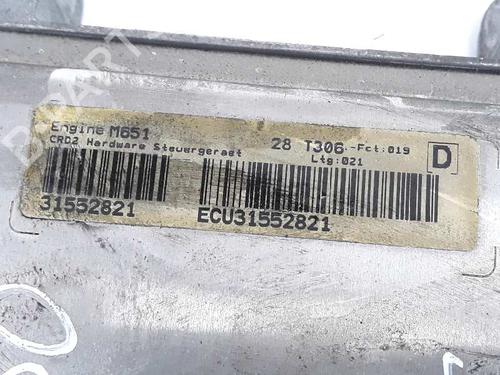 Engine M651
CRD2 Hardware Steuergeraet
28 T306--Fct:019
Ltg:021
D
31552821
ECU31552821